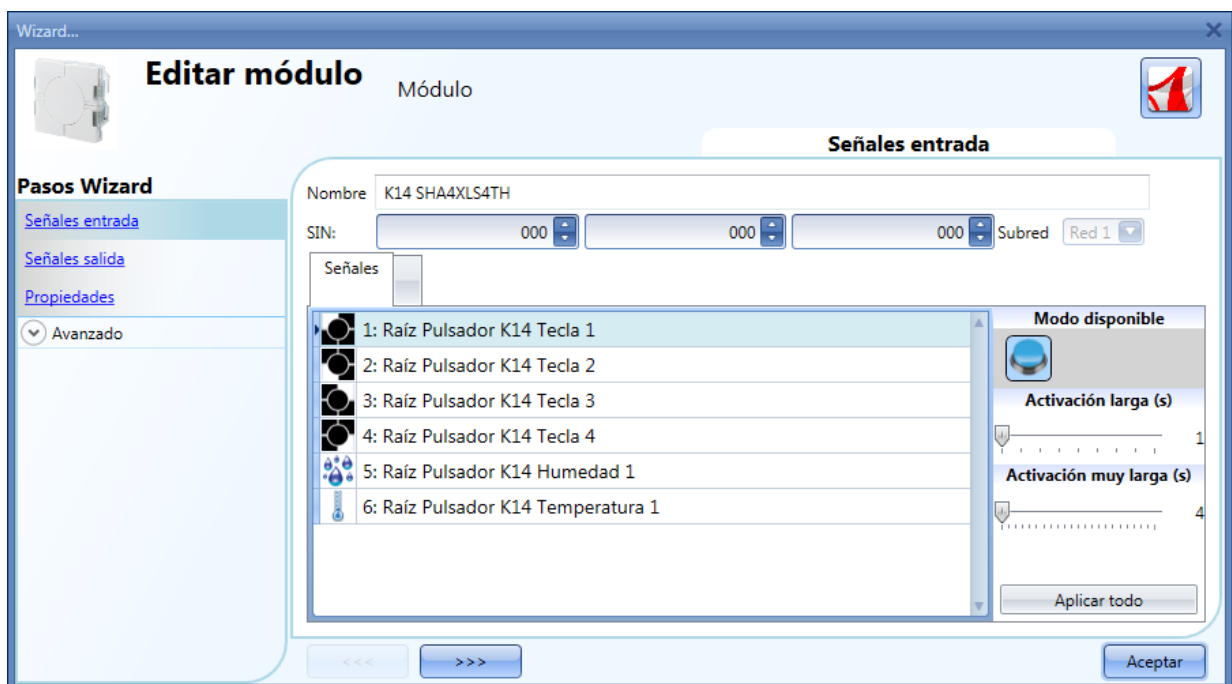 Wizard...
Editar módulo
Módulo
Señales entrada
Pasos Wizard
Señales entrada
Señales salida
Propiedades
Avanzado
Nombre K14 SHA4XLS4TH
SIN: 000 000 000 Subred Red 1
Señales
1: Raíz Pulsador K14 Tecla 1
2: Raíz Pulsador K14 Tecla 2
3: Raíz Pulsador K14 Tecla 3
4: Raíz Pulsador K14 Tecla 4
5: Raíz Pulsador K14 Humedad 1
6: Raíz Pulsador K14 Temperatura 1
Modo disponible
Activación larga (s)
1
Activación muy larga (s)
4
Aplicar todo
<<< >>> Aceptar